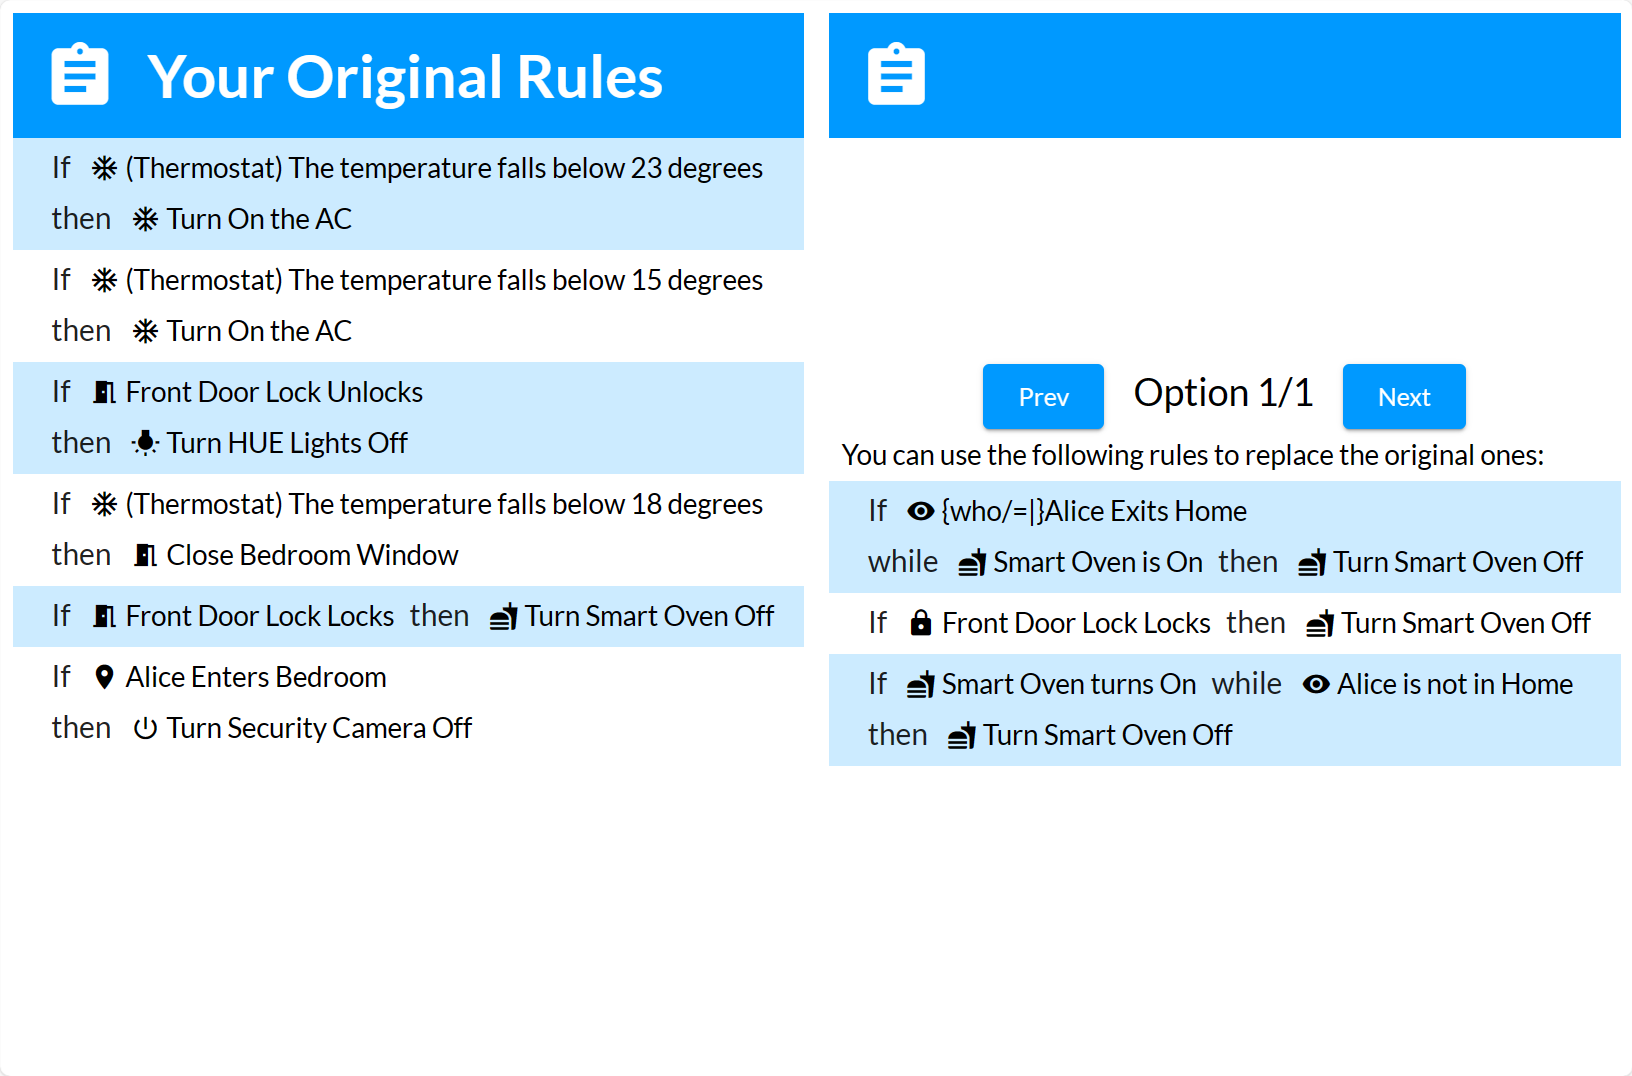 Your Original Rules
If (Thermostat) The temperature falls below 23 degrees
then Turn On the AC
If (Thermostat) The temperature falls below 15 degrees
then Turn On the AC
If Front Door Lock Unlocks
then Turn HUE Lights Off
If (Thermostat) The temperature falls below 18 degrees
then Close Bedroom Window
If Front Door Lock Locks then Turn Smart Oven Off
If Alice Enters Bedroom
then Turn Security Camera Off
Prev Option 1/1 Next
You can use the following rules to replace the original ones:
If {who/=|}Alice Exits Home
while Smart Oven is On then Turn Smart Oven Off
If Front Door Lock Locks then Turn Smart Oven Off
If Smart Oven turns On while Alice is not in Home
then Turn Smart Oven Off